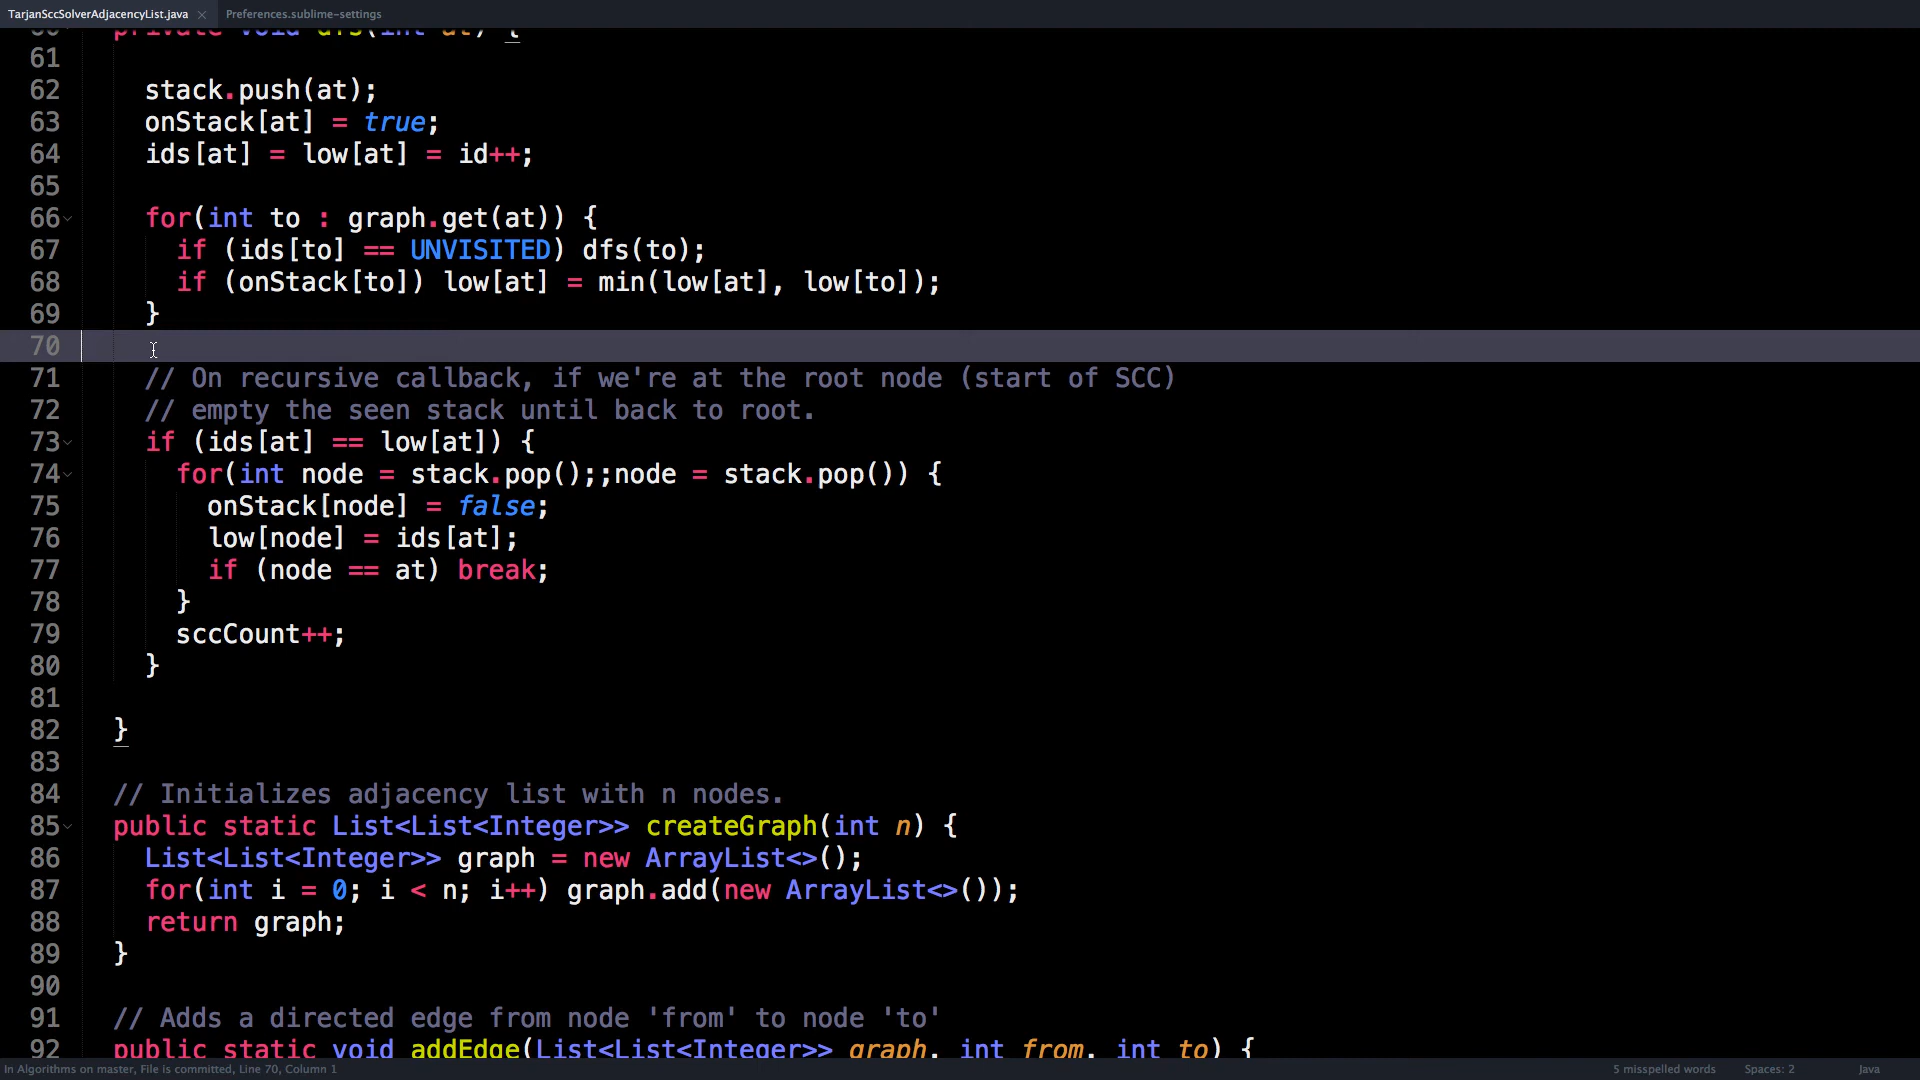 TarjanSccSolverAdjacencyList.java × Preferences.sublime-settings
60 private void dfs(int at) {
61
62 stack.push(at);
63 onStack[at] = true;
64 ids[at] = low[at] = id++;
65
66 for(int to : graph.get(at)) {
67 if (ids[to] == UNVISITED) dfs(to);
68 if (onStack[to]) low[at] = min(low[at], low[to]);
69 }
70
71 // On recursive callback, if we're at the root node (start of SCC)
72 // empty the seen stack until back to root.
73 if (ids[at] == low[at]) {
74 for(int node = stack.pop();;node = stack.pop()) {
75 onStack[node] = false;
76 low[node] = ids[at];
77 if (node == at) break;
78 }
79 sccCount++;
80 }
81
82 }
83
84 // Initializes adjacency list with n nodes.
85 public static List<List<Integer>> createGraph(int n) {
86 List<List<Integer>> graph = new ArrayList<>();
87 for(int i = 0; i < n; i++) graph.add(new ArrayList<>());
88 return graph;
89 }
90
91 // Adds a directed edge from node 'from' to node 'to'
92 public static void addEdge(List<List<Integer>> graph, int from, int to) {
In Algorithms on master, File is committed, Line 70, Column 1 5 misspelled words Spaces: 2 Java